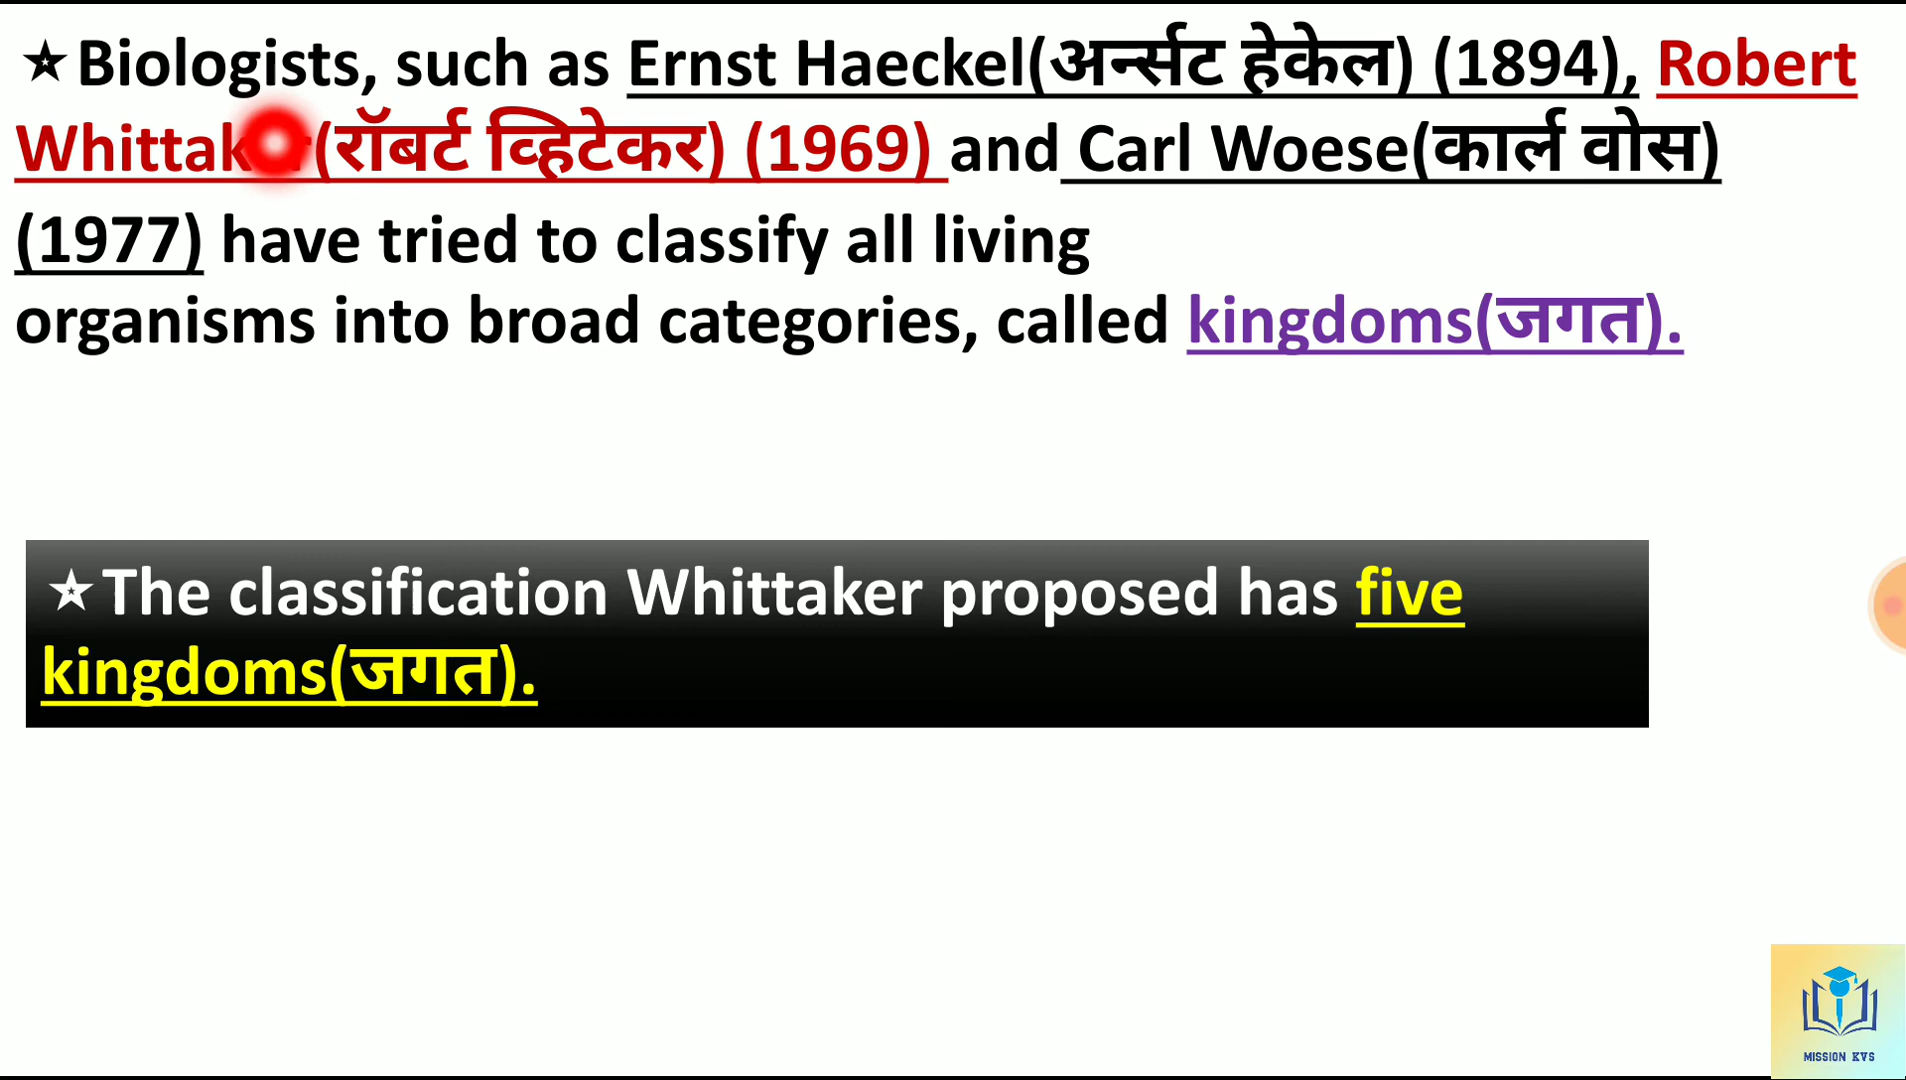 ★Biologists, such as Ernst Haeckel(अर्न्सट हेकेल) (1894), Robert
Whittaker(रॉबर्ट व्हिटेकर) (1969) and Carl Woese(कार्ल वोस)
(1977) have tried to classify all living
organisms into broad categories, called kingdoms(जगत).
★The classification Whittaker proposed has five
kingdoms(जगत).
MISSION KVS